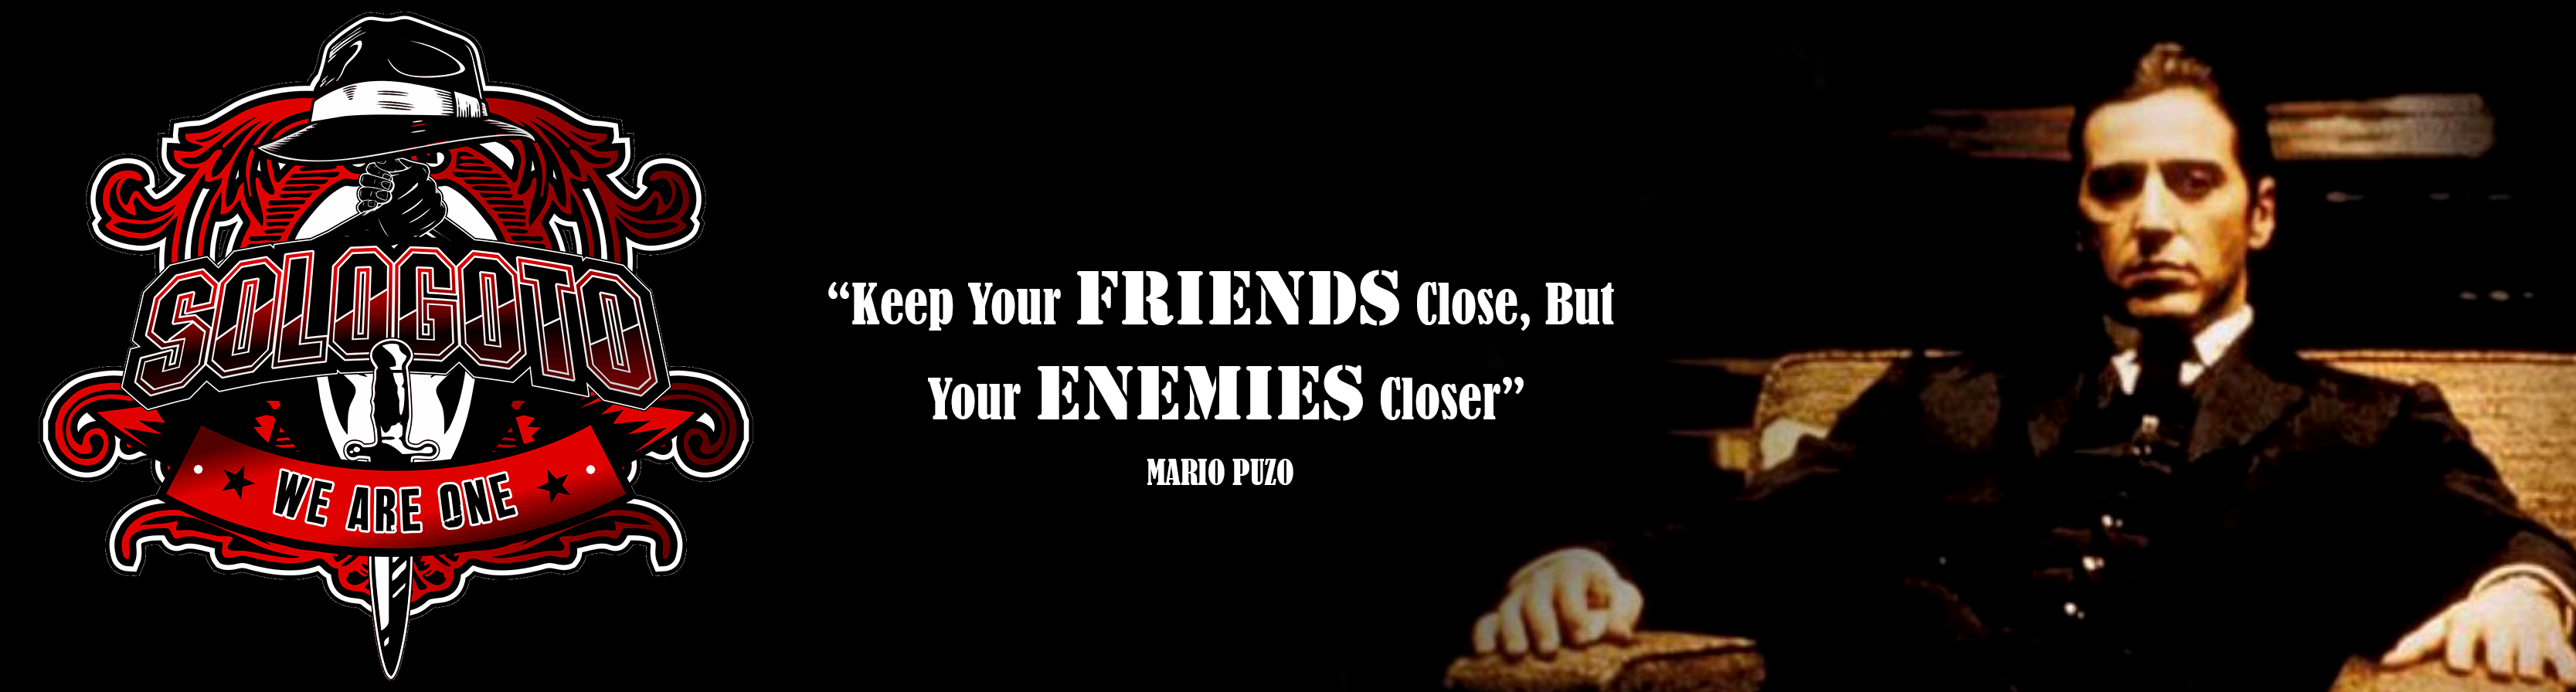 SOLOGOTO
WE ARE ONE
“Keep Your FRIENDS Close, But
Your ENEMIES Closer”
MARIO PUZO